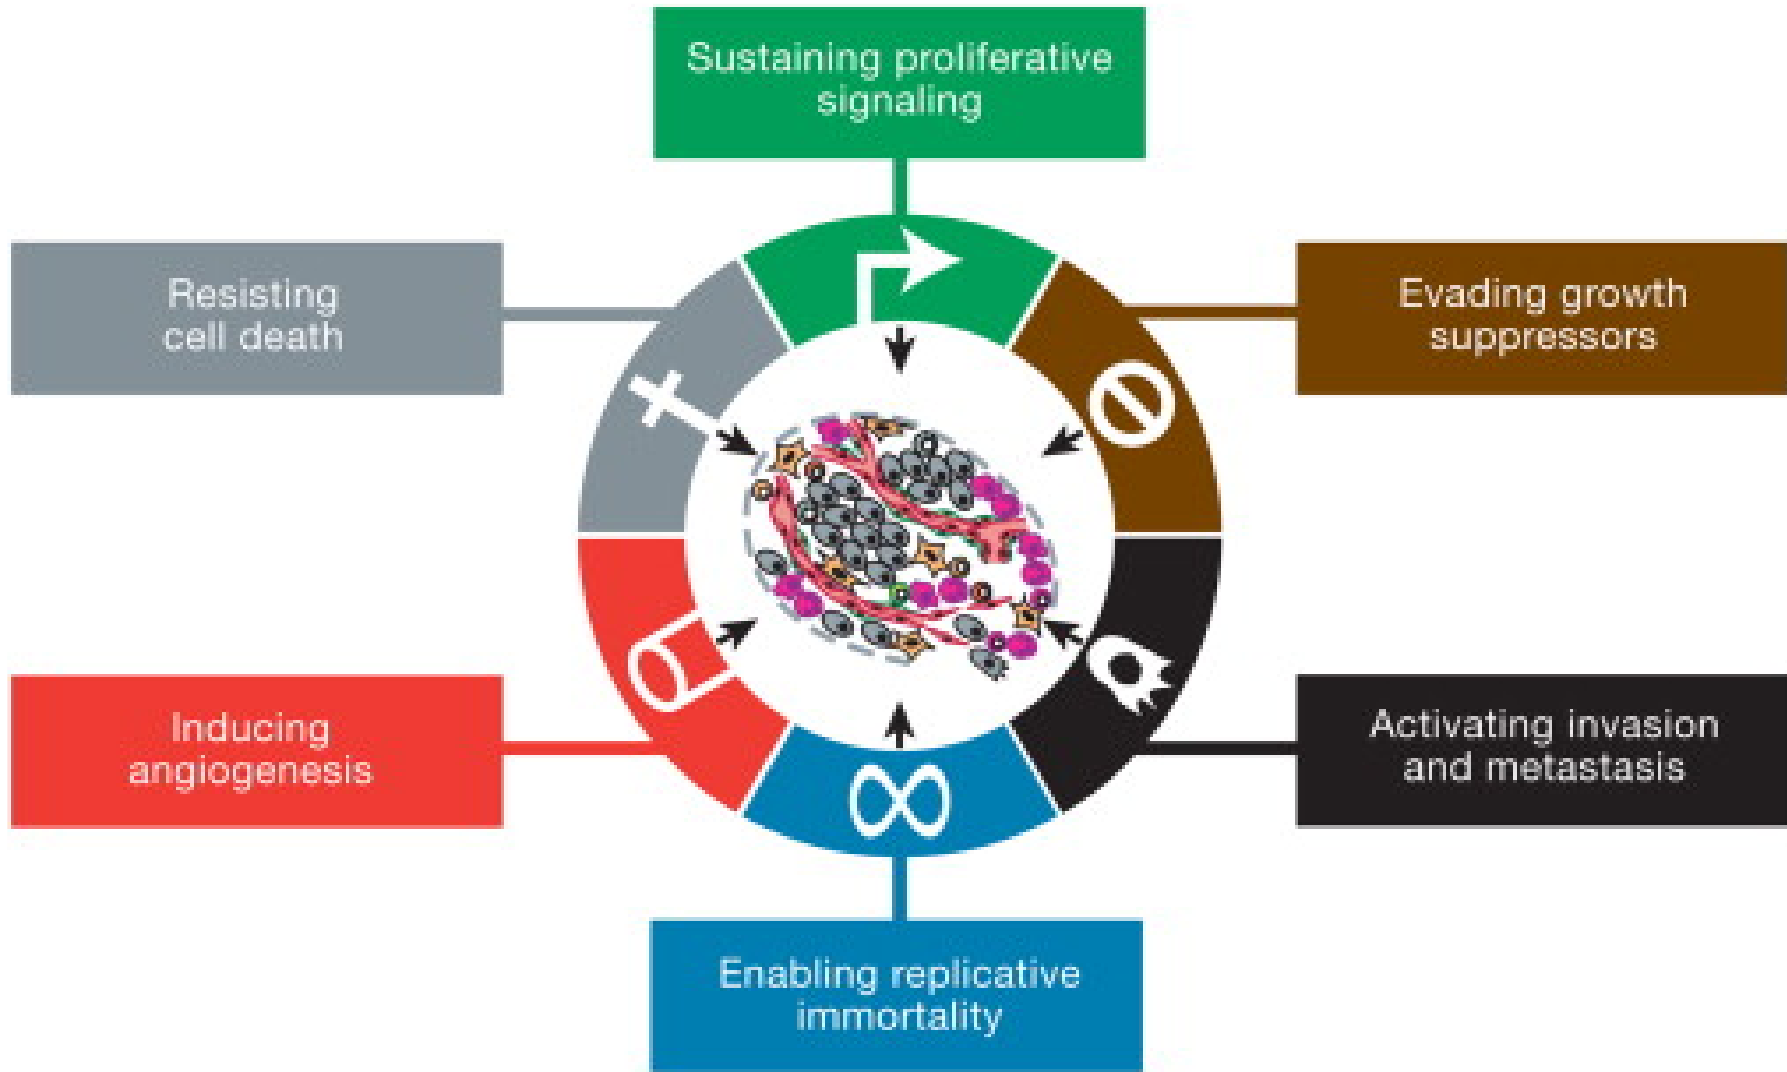 Sustaining proliferative
signaling
Resisting
cell death
Evading growth
suppressors
Inducing
angiogenesis
Activating invasion
and metastasis
Enabling replicative
immortality